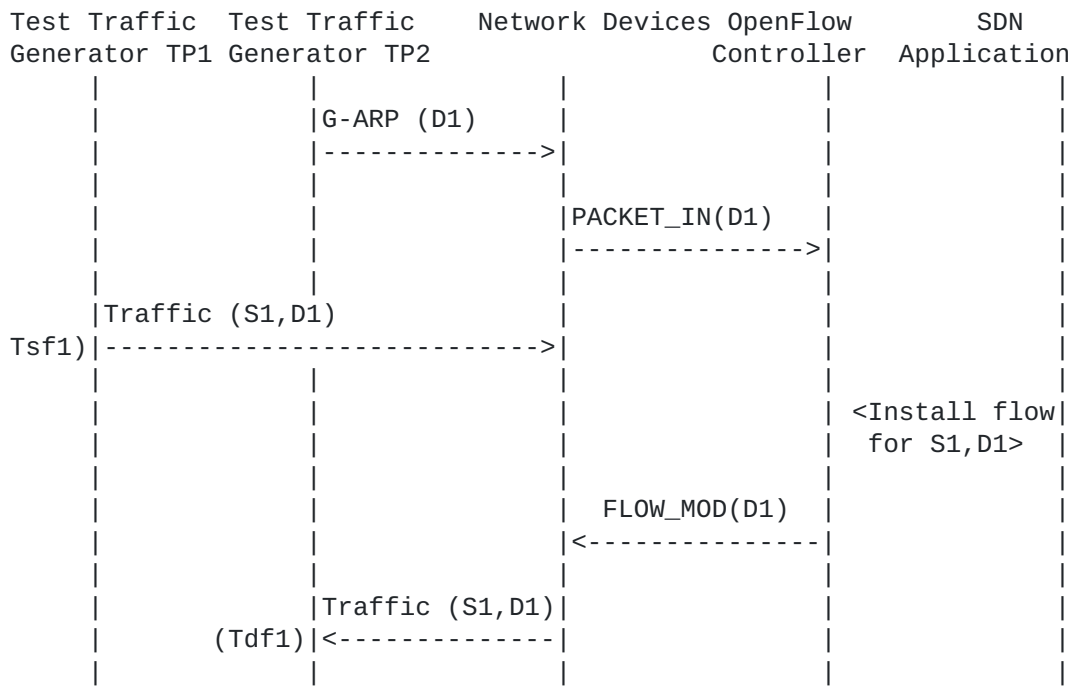 Test Traffic  Test Traffic    Network Devices OpenFlow        SDN
Generator TP1 Generator TP2                  Controller  Application
G-ARP (D1)
PACKET_IN(D1)
Traffic (S1,D1)
Tsf1)
<Install flow
for S1,D1>
FLOW_MOD(D1)
Traffic (S1,D1)
(Tdf1)